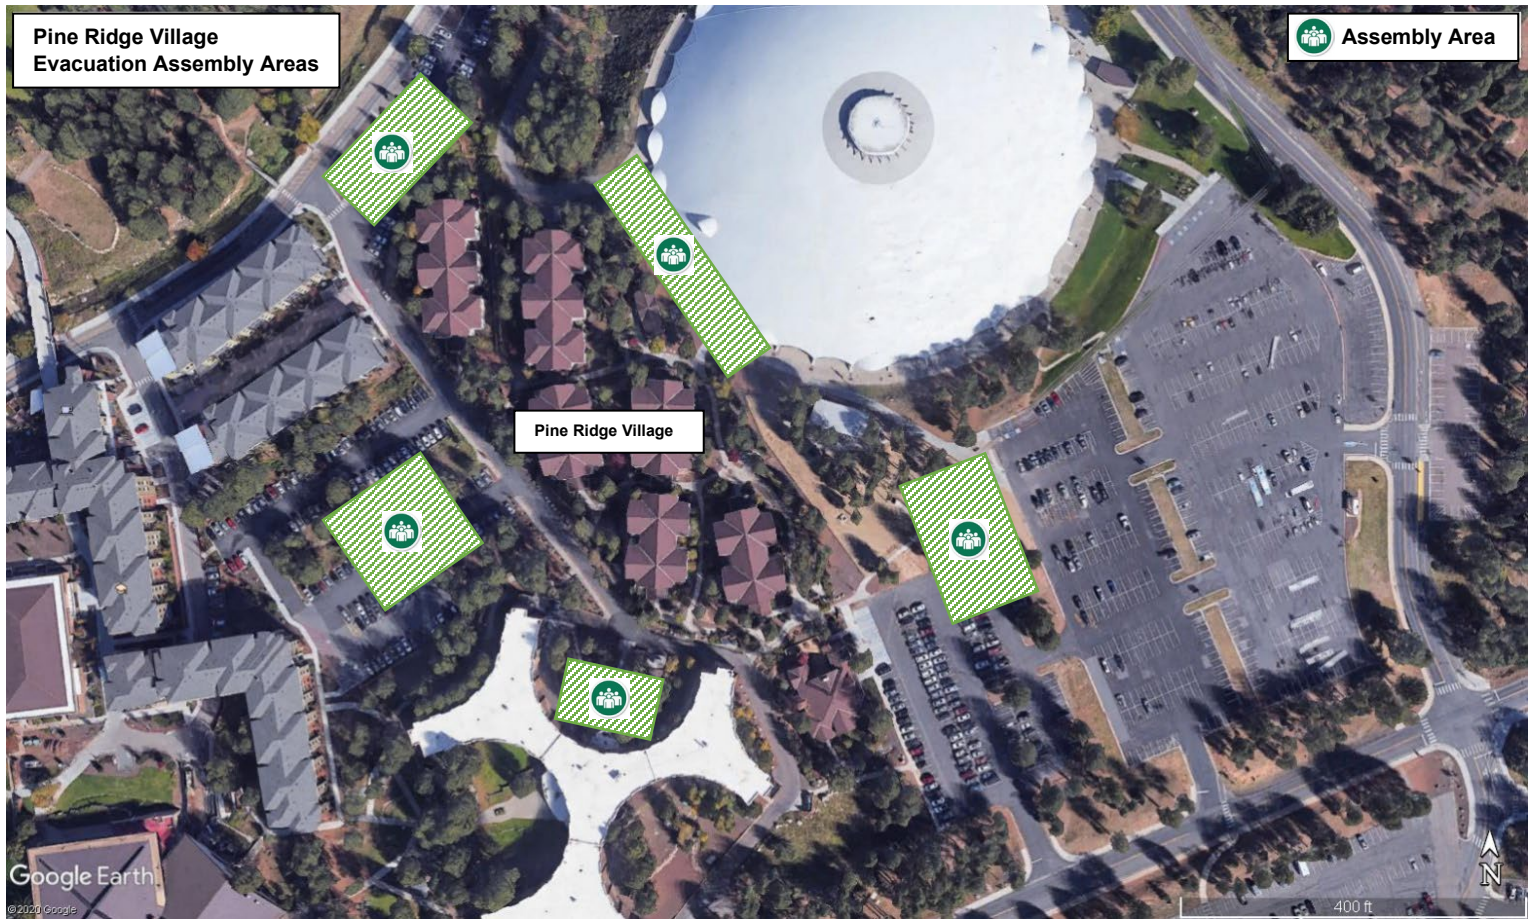 Pine Ridge Village
Evacuation Assembly Areas
Assembly Area
Pine Ridge Village
Google Earth
©2020 Google
N
400 ft